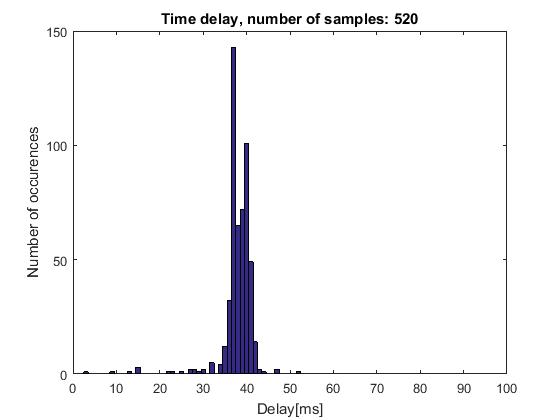 Time delay, number of samples: 520
150
100
50
0
Number of occurences
0 10 20 30 40 50 60 70 80 90 100
Delay[ms]